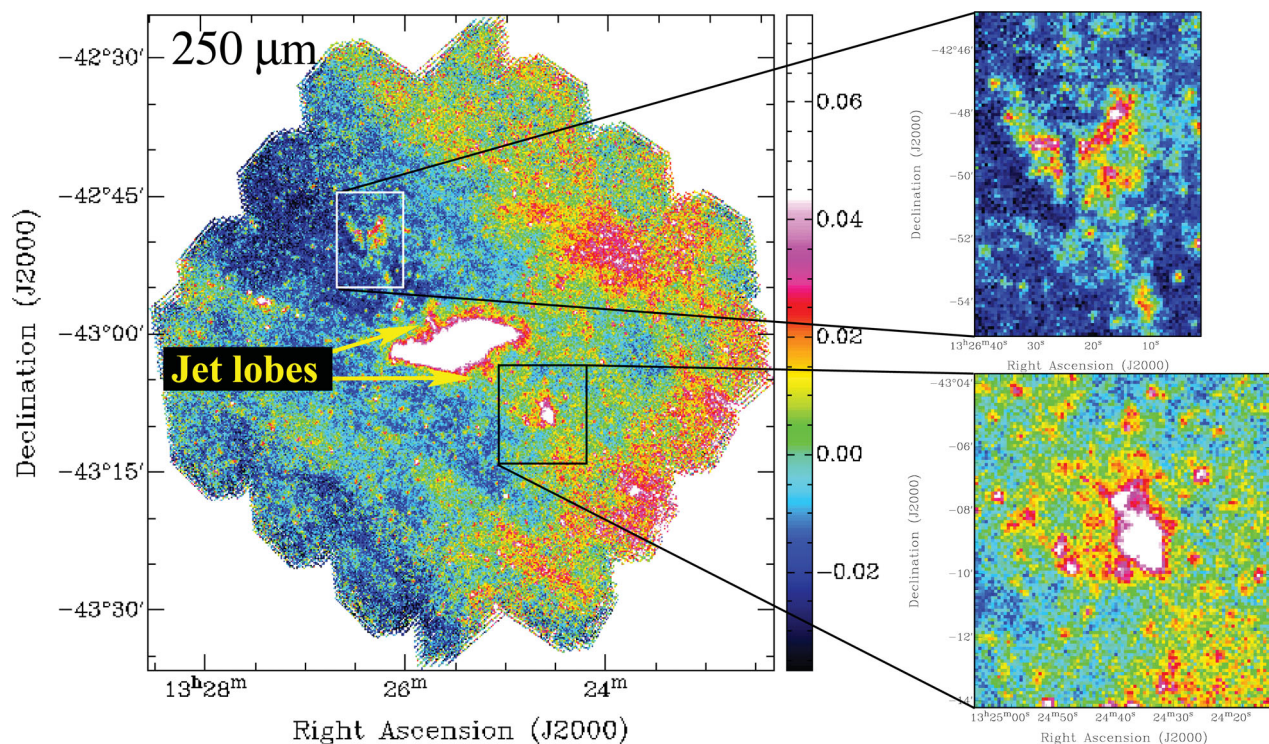 250 µm
−42°30′
−42°45′
−43°00′
−43°15′
−43°30′
Declination (J2000)
Jet lobes
13ʰ28ᵐ
26ᵐ
24ᵐ
Right Ascension (J2000)
0.06
0.04
0.02
0.00
−0.02
−42°46′
−48′
−50′
−52′
−54′
Declination (J2000)
13ʰ26ᵐ40ˢ
30ˢ
20ˢ
10ˢ
Right Ascension (J2000)
−43°04′
−06′
−08′
−10′
−12′
−14′
Declination (J2000)
13ʰ25ᵐ00ˢ
24ᵐ50ˢ
24ᵐ40ˢ
24ᵐ30ˢ
24ᵐ20ˢ
Right Ascension (J2000)